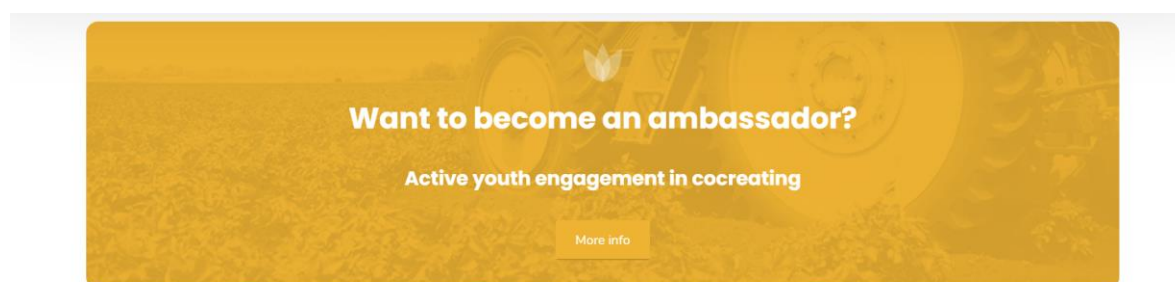 Want to become an ambassador?
Active youth engagement in cocreating
More info